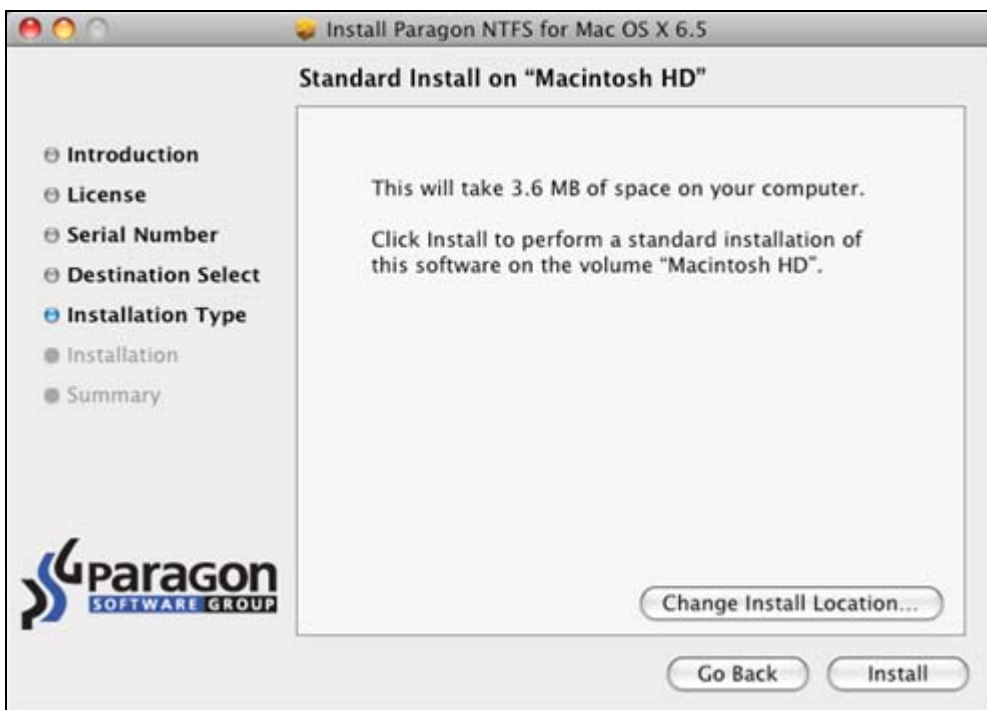 Install Paragon NTFS for Mac OS X 6.5
Standard Install on “Macintosh HD”
Introduction
License
Serial Number
Destination Select
Installation Type
Installation
Summary
This will take 3.6 MB of space on your computer.
Click Install to perform a standard installation of
this software on the volume “Macintosh HD”.
Paragon
SOFTWARE GROUP
Change Install Location...
Go Back
Install